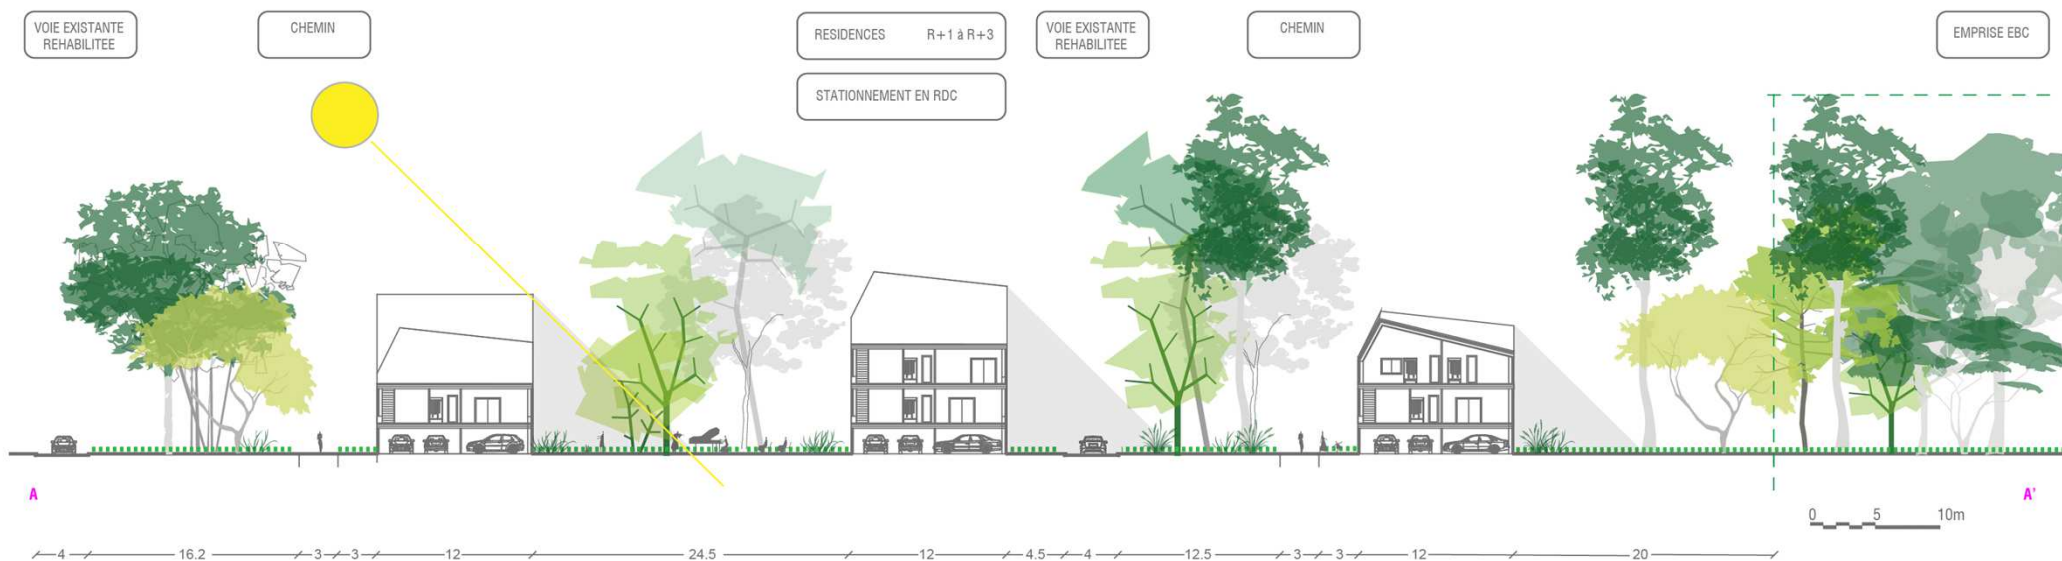 VOIE EXISTANTE
REHABILITEE
CHEMIN
RESIDENCES R+1 à R+3
STATIONNEMENT EN RDC
VOIE EXISTANTE
REHABILITEE
CHEMIN
EMPRISE EBC
A
A'
0 5 10m
4 16.2 3 3 12 24.5 12 4.5 4 12.5 3 3 12 20